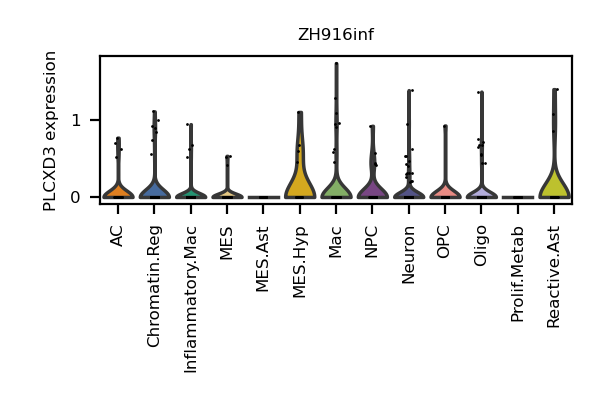 ZH916inf
PLCXD3 expression
1
0
AC
Chromatin.Reg
Inflammatory.Mac
MES
MES.Ast
MES.Hyp
Mac
NPC
Neuron
OPC
Oligo
Prolif.Metab
Reactive.Ast